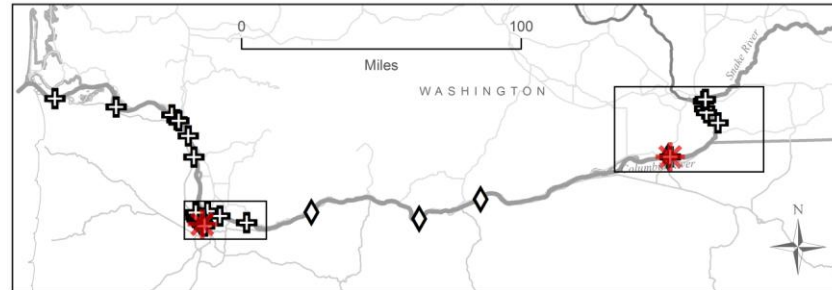 0 100
Miles
WASHINGTON
Snake River
Columbia River
N